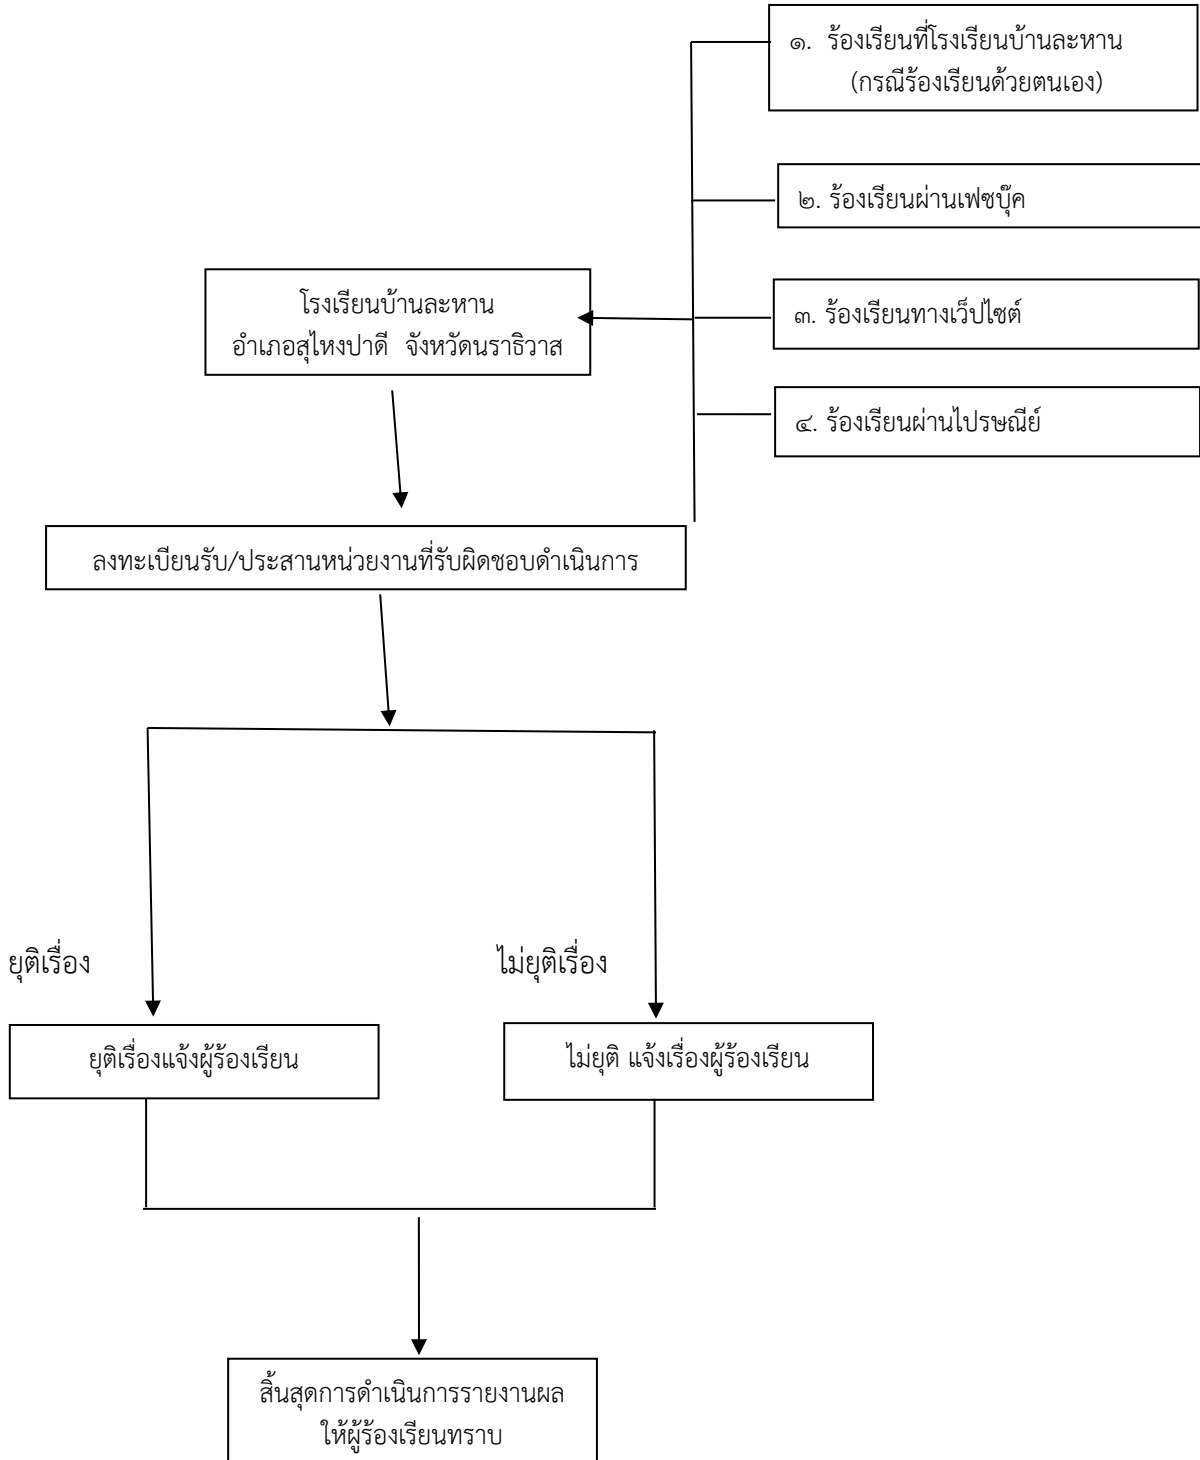 ๑. ร้องเรียนที่โรงเรียนบ้านละหาน
(กรณีร้องเรียนด้วยตนเอง)
๒. ร้องเรียนผ่านเฟซบุ๊ค
โรงเรียนบ้านละหาน
อำเภอสุไหงปาดี จังหวัดนราธิวาส
๓. ร้องเรียนทางเว็ปไซต์
๔. ร้องเรียนผ่านไปรษณีย์
ลงทะเบียนรับ/ประสานหน่วยงานที่รับผิดชอบดำเนินการ
ยุติเรื่อง
ไม่ยุติเรื่อง
ยุติเรื่องแจ้งผู้ร้องเรียน
ไม่ยุติ แจ้งเรื่องผู้ร้องเรียน
สิ้นสุดการดำเนินการรายงานผล
ให้ผู้ร้องเรียนทราบ